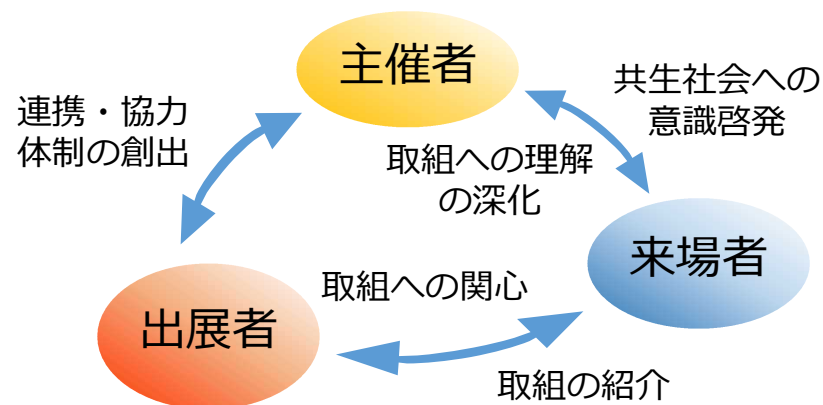 主催者
共生社会への
意識啓発
連携・協力
体制の創出
取組への理解
の深化
来場者
取組への関心
出展者
取組の紹介